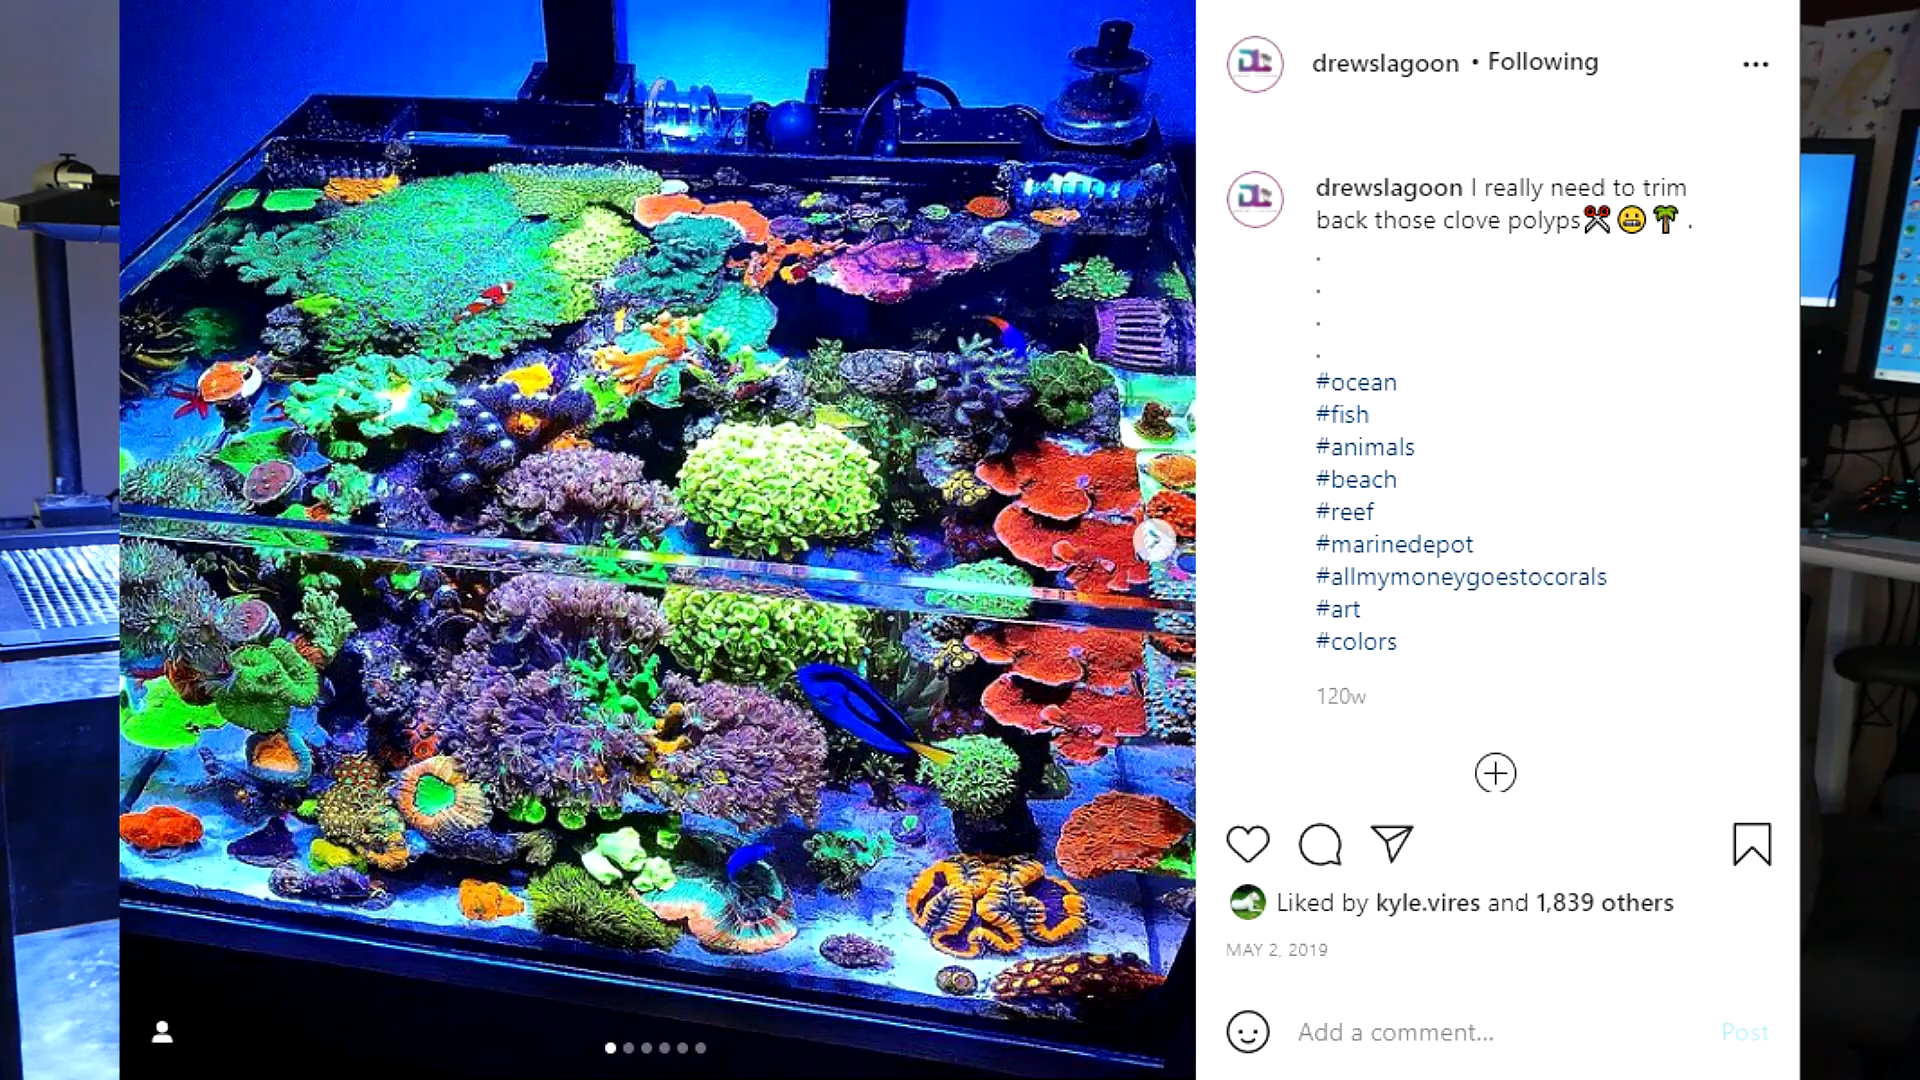 drewslagoon • Following
drewslagoon I really need to trim
back those clove polyps✂️😬🌴 .
.
.
.
.
#ocean
#fish
#animals
#beach
#reef
#marinedepot
#allmymoneygoestocorals
#art
#colors
120w
Liked by kyle.vires and 1,839 others
MAY 2, 2019
Add a comment...
Post